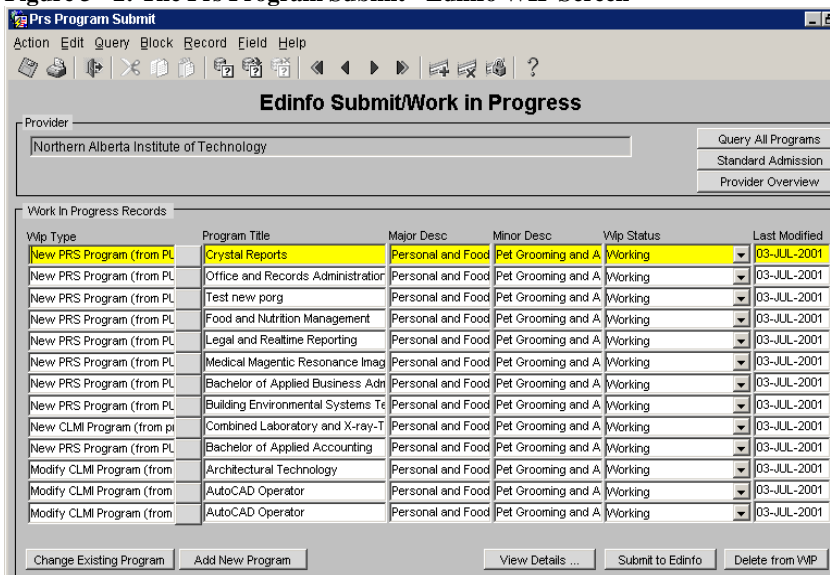 Figure 3 - 2: The Prs Program Submit - Edinfo WIP Screen
Prs Program Submit
Action Edit Query Block Record Field Help
Edinfo Submit/Work in Progress
Provider
Northern Alberta Institute of Technology
Query All Programs
Standard Admission
Provider Overview
Work In Progress Records
Wip Type Program Title Major Desc Minor Desc Wip Status Last Modified
New PRS Program (from PU Crystal Reports Personal and Food Pet Grooming and A Working 03-JUL-2001
New PRS Program (from PU Office and Records Administration Personal and Food Pet Grooming and A Working 03-JUL-2001
New PRS Program (from PU Test new porg Personal and Food Pet Grooming and A Working 03-JUL-2001
New PRS Program (from PU Food and Nutrition Management Personal and Food Pet Grooming and A Working 03-JUL-2001
New PRS Program (from PU Legal and Realtime Reporting Personal and Food Pet Grooming and A Working 03-JUL-2001
New PRS Program (from PU Medical Magentic Resonance Imag Personal and Food Pet Grooming and A Working 03-JUL-2001
New PRS Program (from PU Bachelor of Applied Business Adm Personal and Food Pet Grooming and A Working 03-JUL-2001
New PRS Program (from PU Building Environmental Systems Te Personal and Food Pet Grooming and A Working 03-JUL-2001
New CLMI Program (from pr Combined Laboratory and X-ray-T Personal and Food Pet Grooming and A Working 03-JUL-2001
New PRS Program (from PU Bachelor of Applied Accounting Personal and Food Pet Grooming and A Working 03-JUL-2001
Modify CLMI Program (from Architectural Technology Personal and Food Pet Grooming and A Working 03-JUL-2001
Modify CLMI Program (from AutoCAD Operator Personal and Food Pet Grooming and A Working 03-JUL-2001
Modify CLMI Program (from AutoCAD Operator Personal and Food Pet Grooming and A Working 03-JUL-2001
Change Existing Program Add New Program View Details ... Submit to Edinfo Delete from WIP